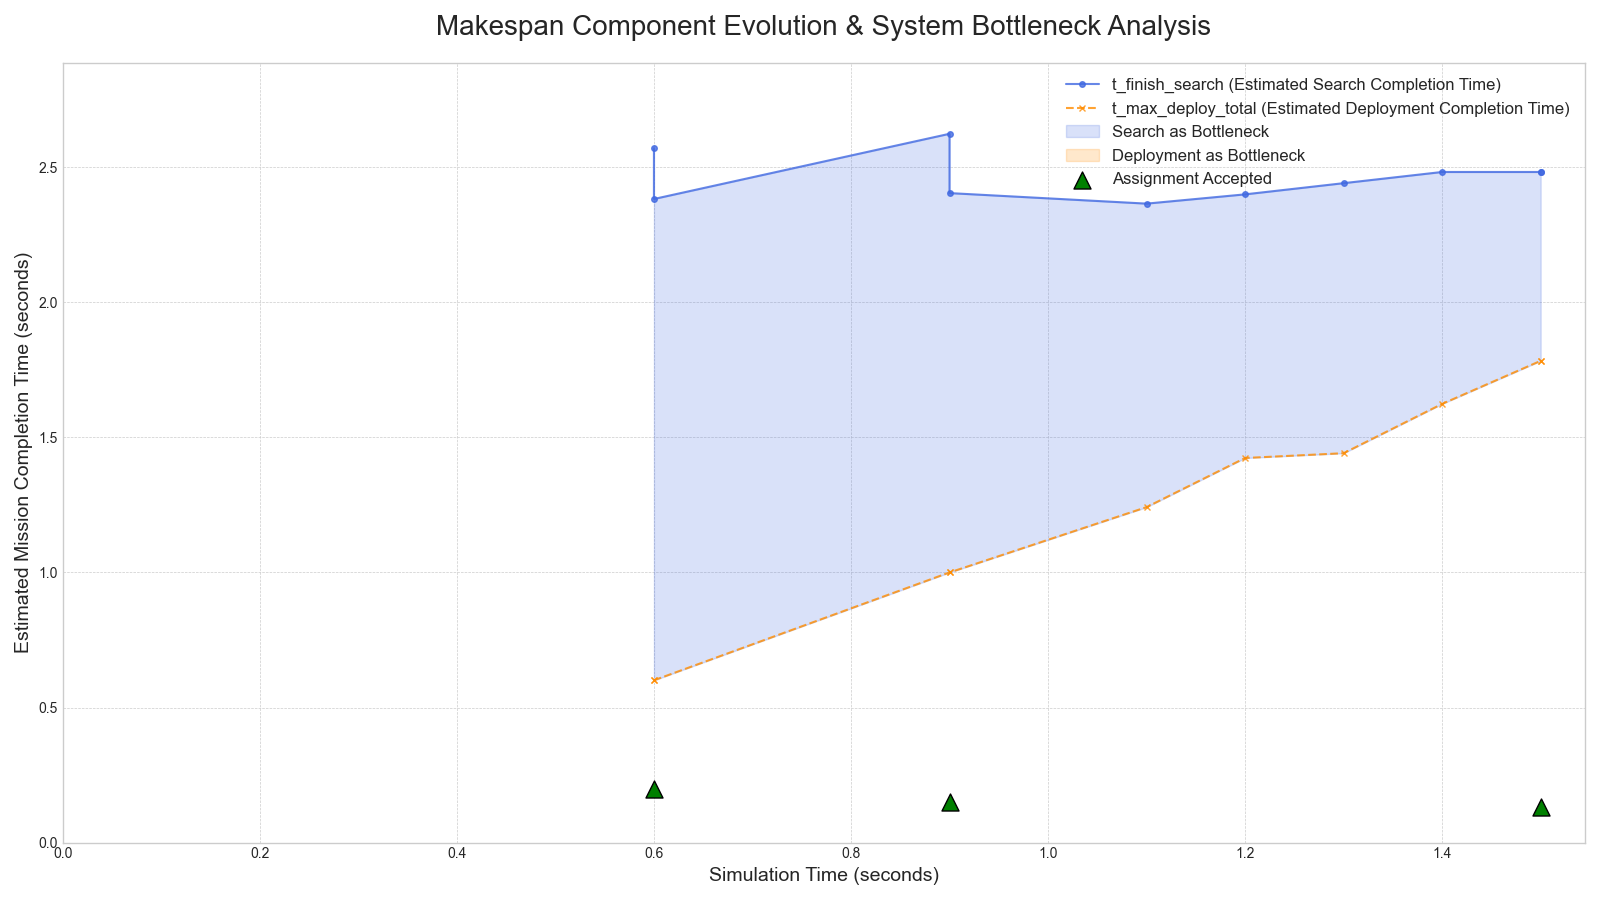 Makespan Component Evolution & System Bottleneck Analysis
t_finish_search (Estimated Search Completion Time)
t_max_deploy_total (Estimated Deployment Completion Time)
Search as Bottleneck
Deployment as Bottleneck
Assignment Accepted
Estimated Mission Completion Time (seconds)
2.5
2.0
1.5
1.0
0.5
0.0
0.0 0.2 0.4 0.6 0.8 1.0 1.2 1.4
Simulation Time (seconds)